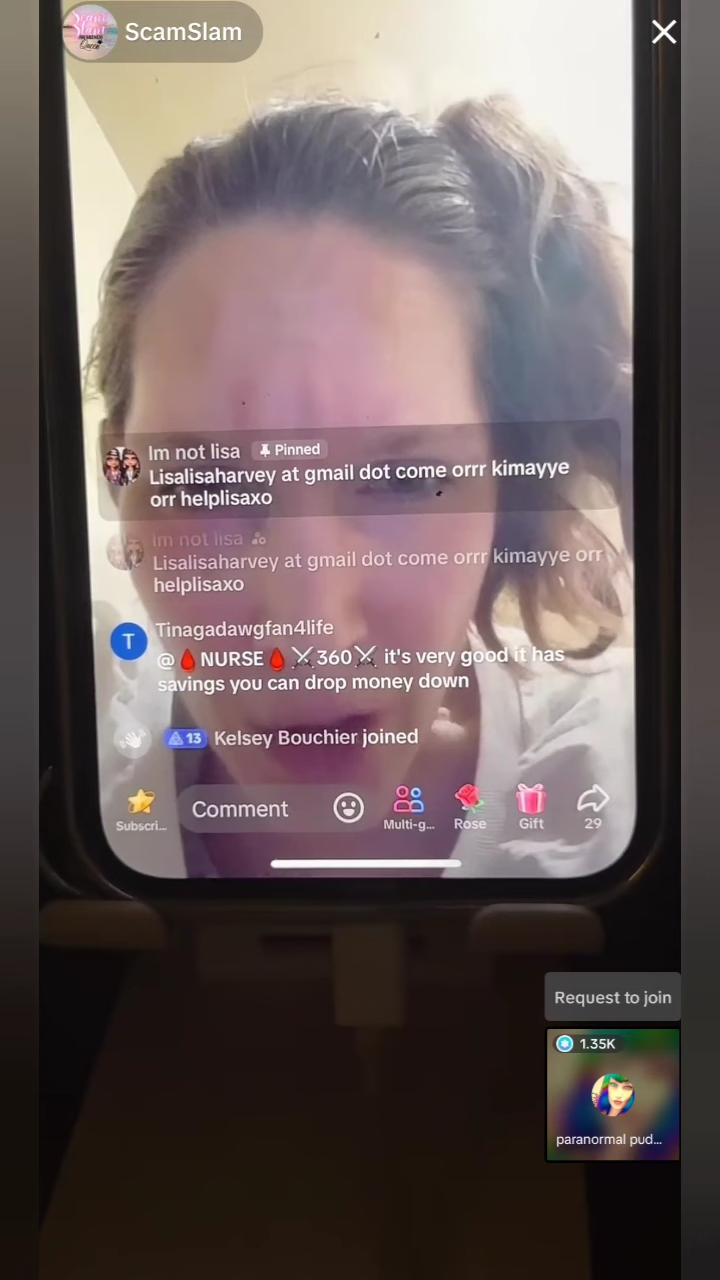 Scam
Slam
Queen
ScamSlam
Im not lisa Pinned
Lisalisaharvey at gmail dot come orrr kimayye
orr helplisaxo
Im not lisa
Lisalisaharvey at gmail dot come orrr kimayye orr
helplisaxo
T
Tinagadawgfan4life
@🩸NURSE🩸⚔360⚔ it's very good it has
savings you can drop money down
13 Kelsey Bouchier joined
Comment
Subscri... Multi-g... Rose Gift 29
Request to join
1.35K
paranormal pud...